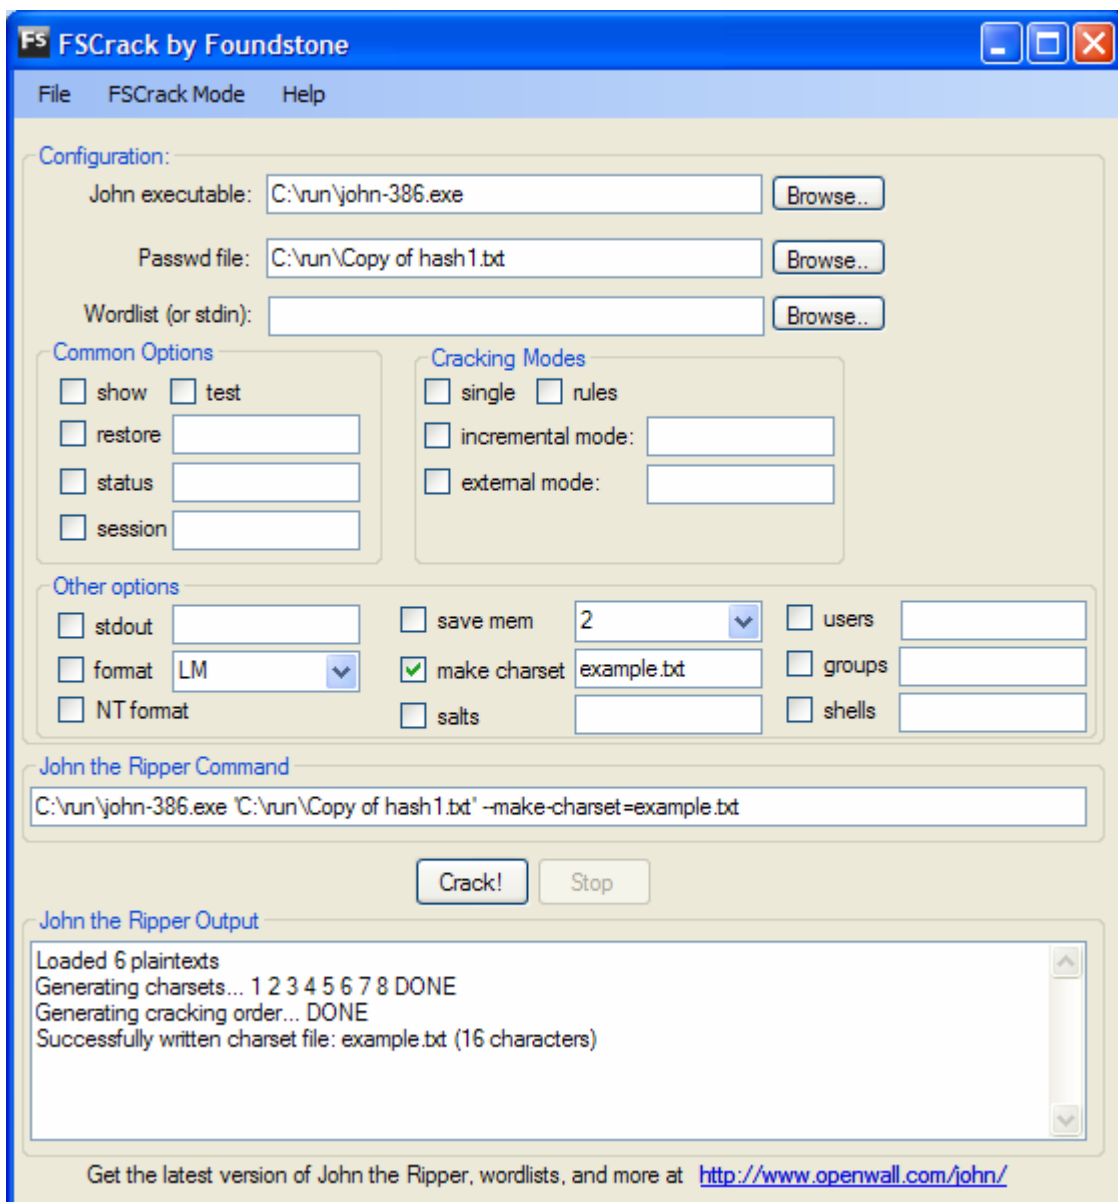 FS FSCrack by Foundstone
File FSCrack Mode Help
Configuration:
John executable: C:\run\john-386.exe Browse..
Passwd file: C:\run\Copy of hash1.txt Browse..
Wordlist (or stdin): Browse..
Common Options
show test
restore
status
session
Cracking Modes
single rules
incremental mode:
external mode:
Other options
stdout save mem 2 users
format LM make charset example.txt groups
NT format salts shells
John the Ripper Command
C:\run\john-386.exe "C:\run\Copy of hash1.txt" --make-charset=example.txt
Crack! Stop
John the Ripper Output
Loaded 6 plaintexts
Generating charsets... 1 2 3 4 5 6 7 8 DONE
Generating cracking order... DONE
Successfully written charset file: example.txt (16 characters)
Get the latest version of John the Ripper, wordlists, and more at http://www.openwall.com/john/